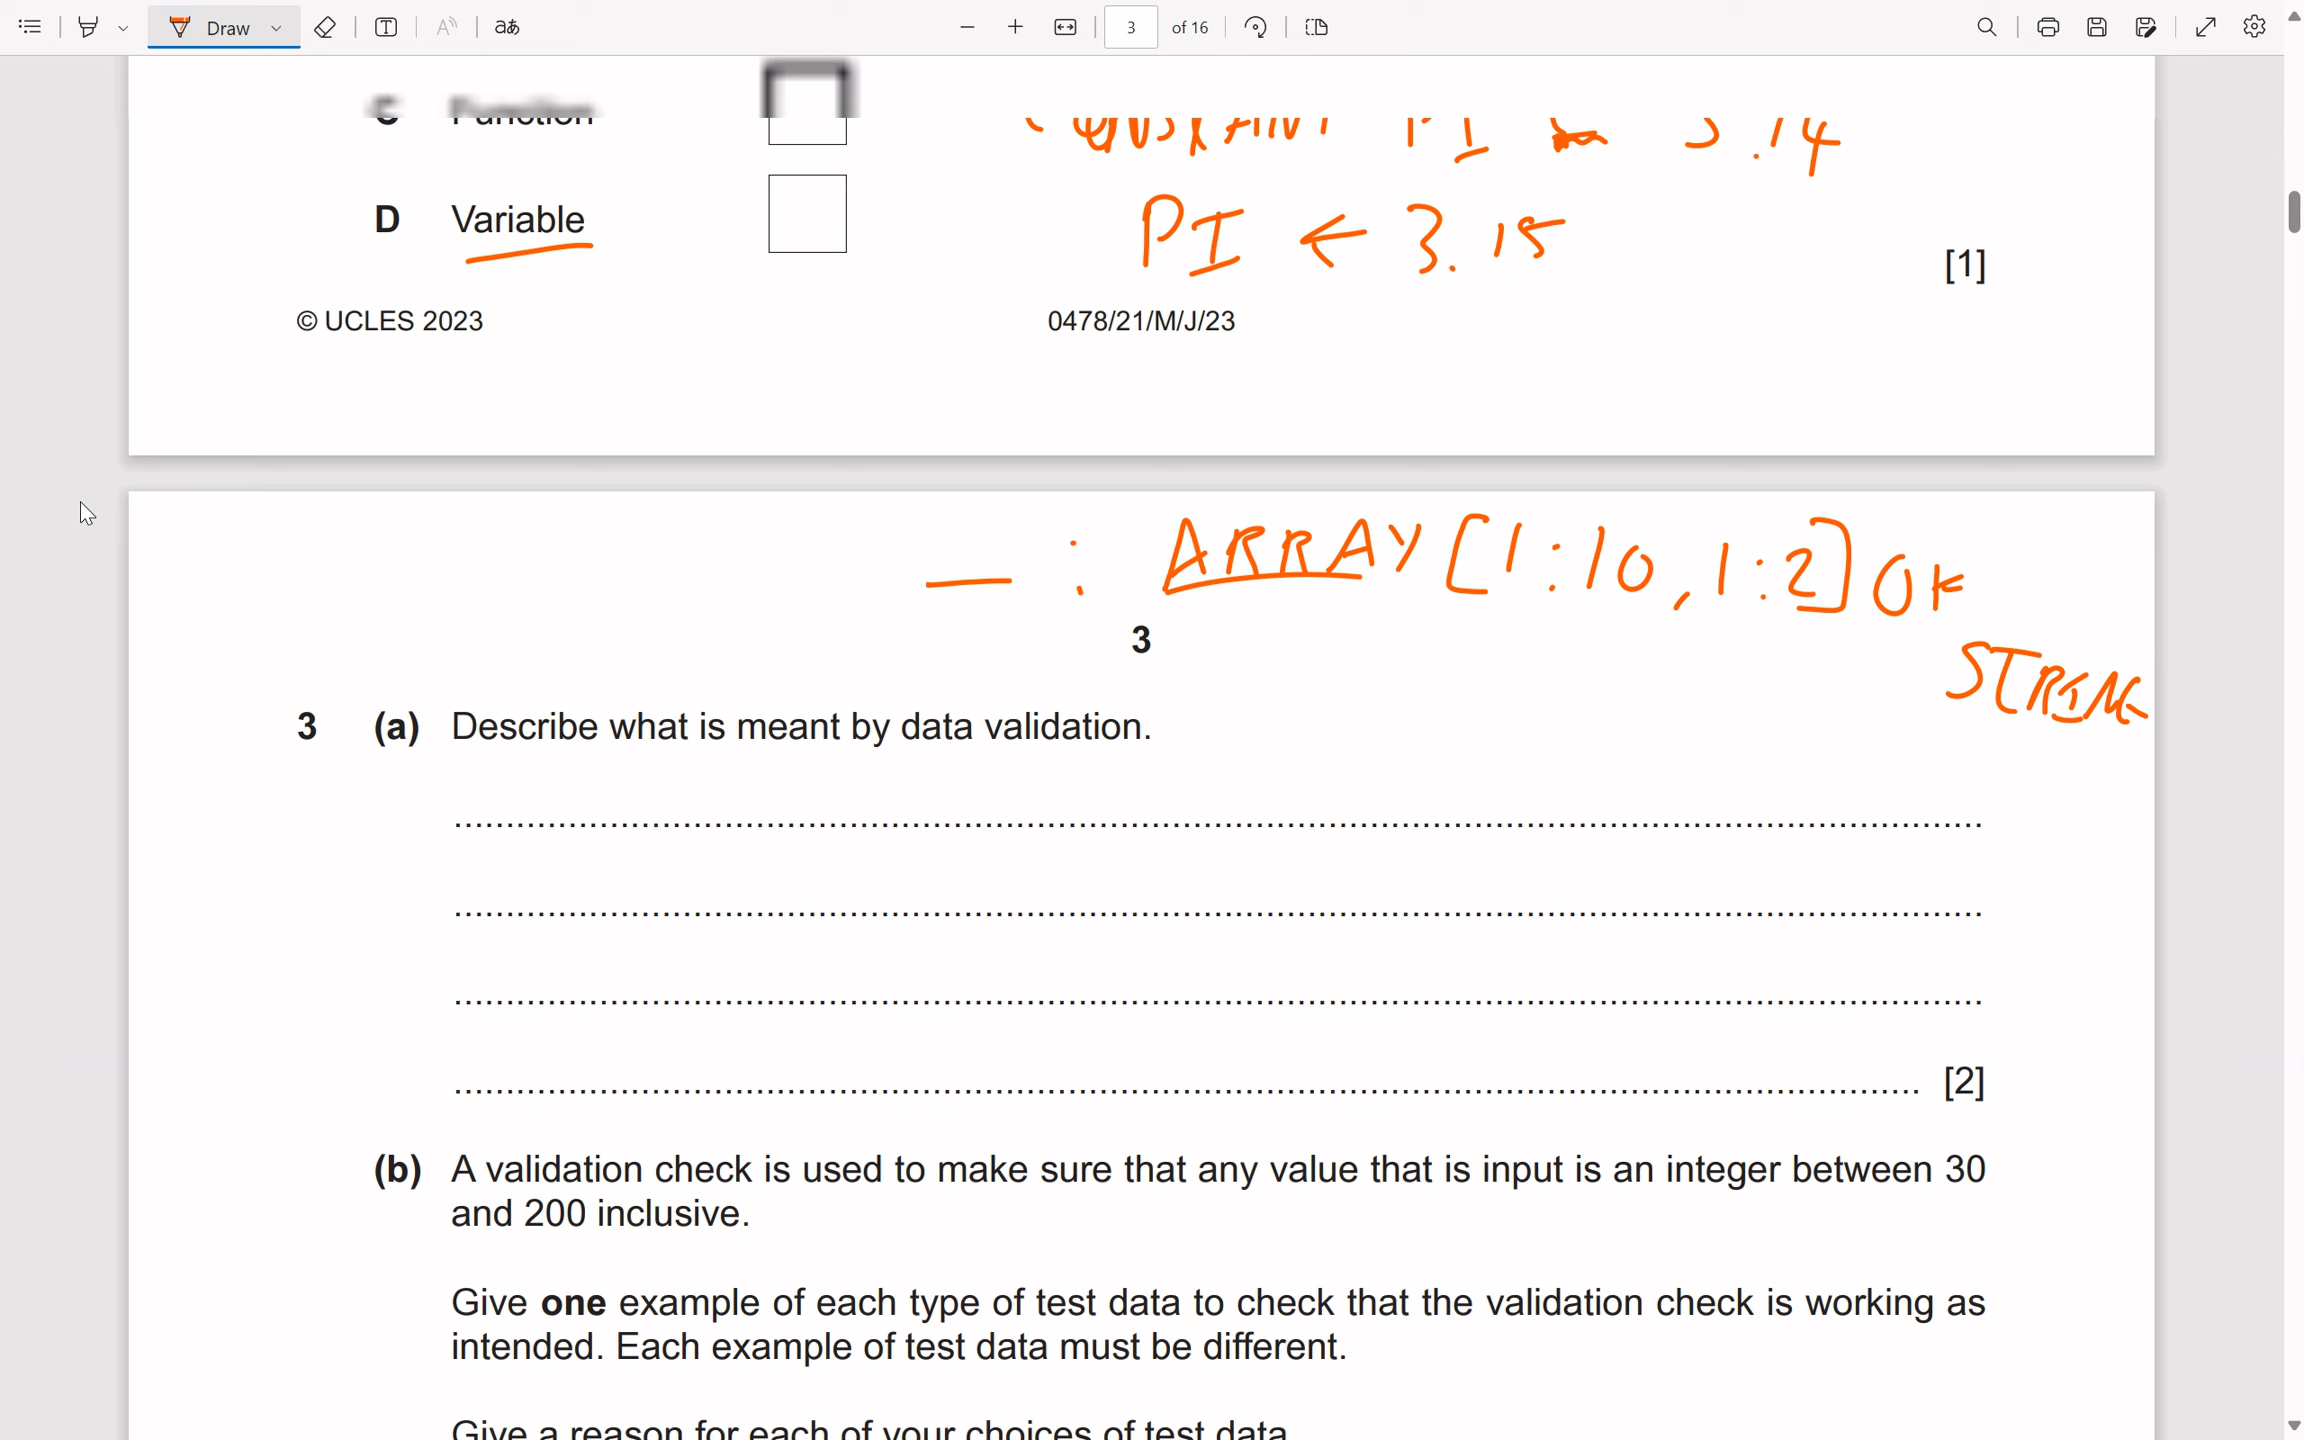 Draw
3 of 16
C Function
PI 3.14
D Variable
PI ← 3.15
[1]
© UCLES 2023 0478/21/M/J/23
: ARRAY [1:10, 1:2] OF
STRING
3
3 (a) Describe what is meant by data validation.
[2]
(b) A validation check is used to make sure that any value that is input is an integer between 30
and 200 inclusive.
Give one example of each type of test data to check that the validation check is working as
intended. Each example of test data must be different.
Give a reason for each of your choices of test data.